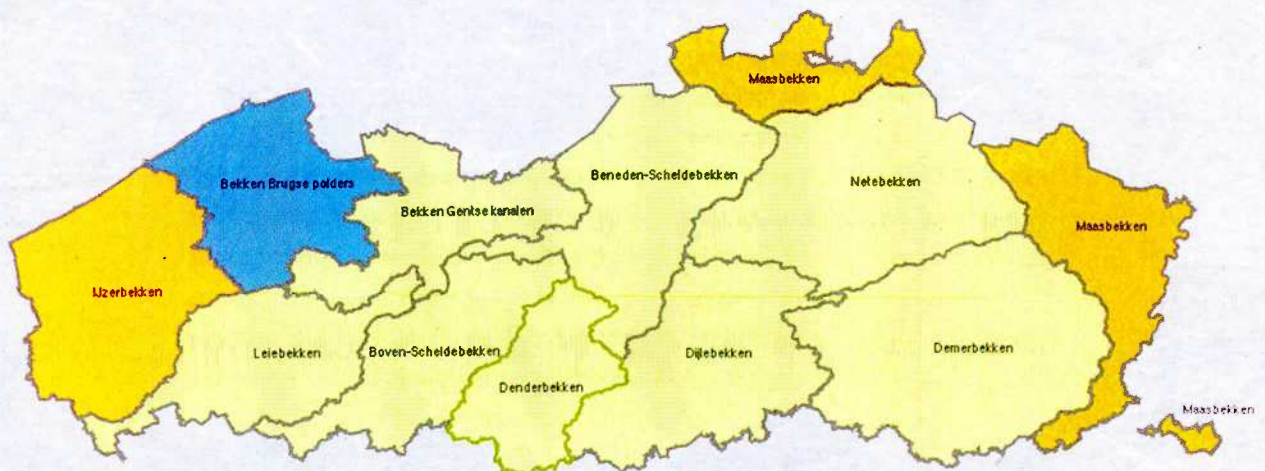 Maasbekken
Beneden-Scheldebekken
Netebekken
Bekken Brugse polders
Bekken Gentse kanalen
Maasbekken
IJzerbekken
Leiebekken
Boven-Scheldebekken
Dijlebekken
Demerbekken
Denderbekken
Maasbekken